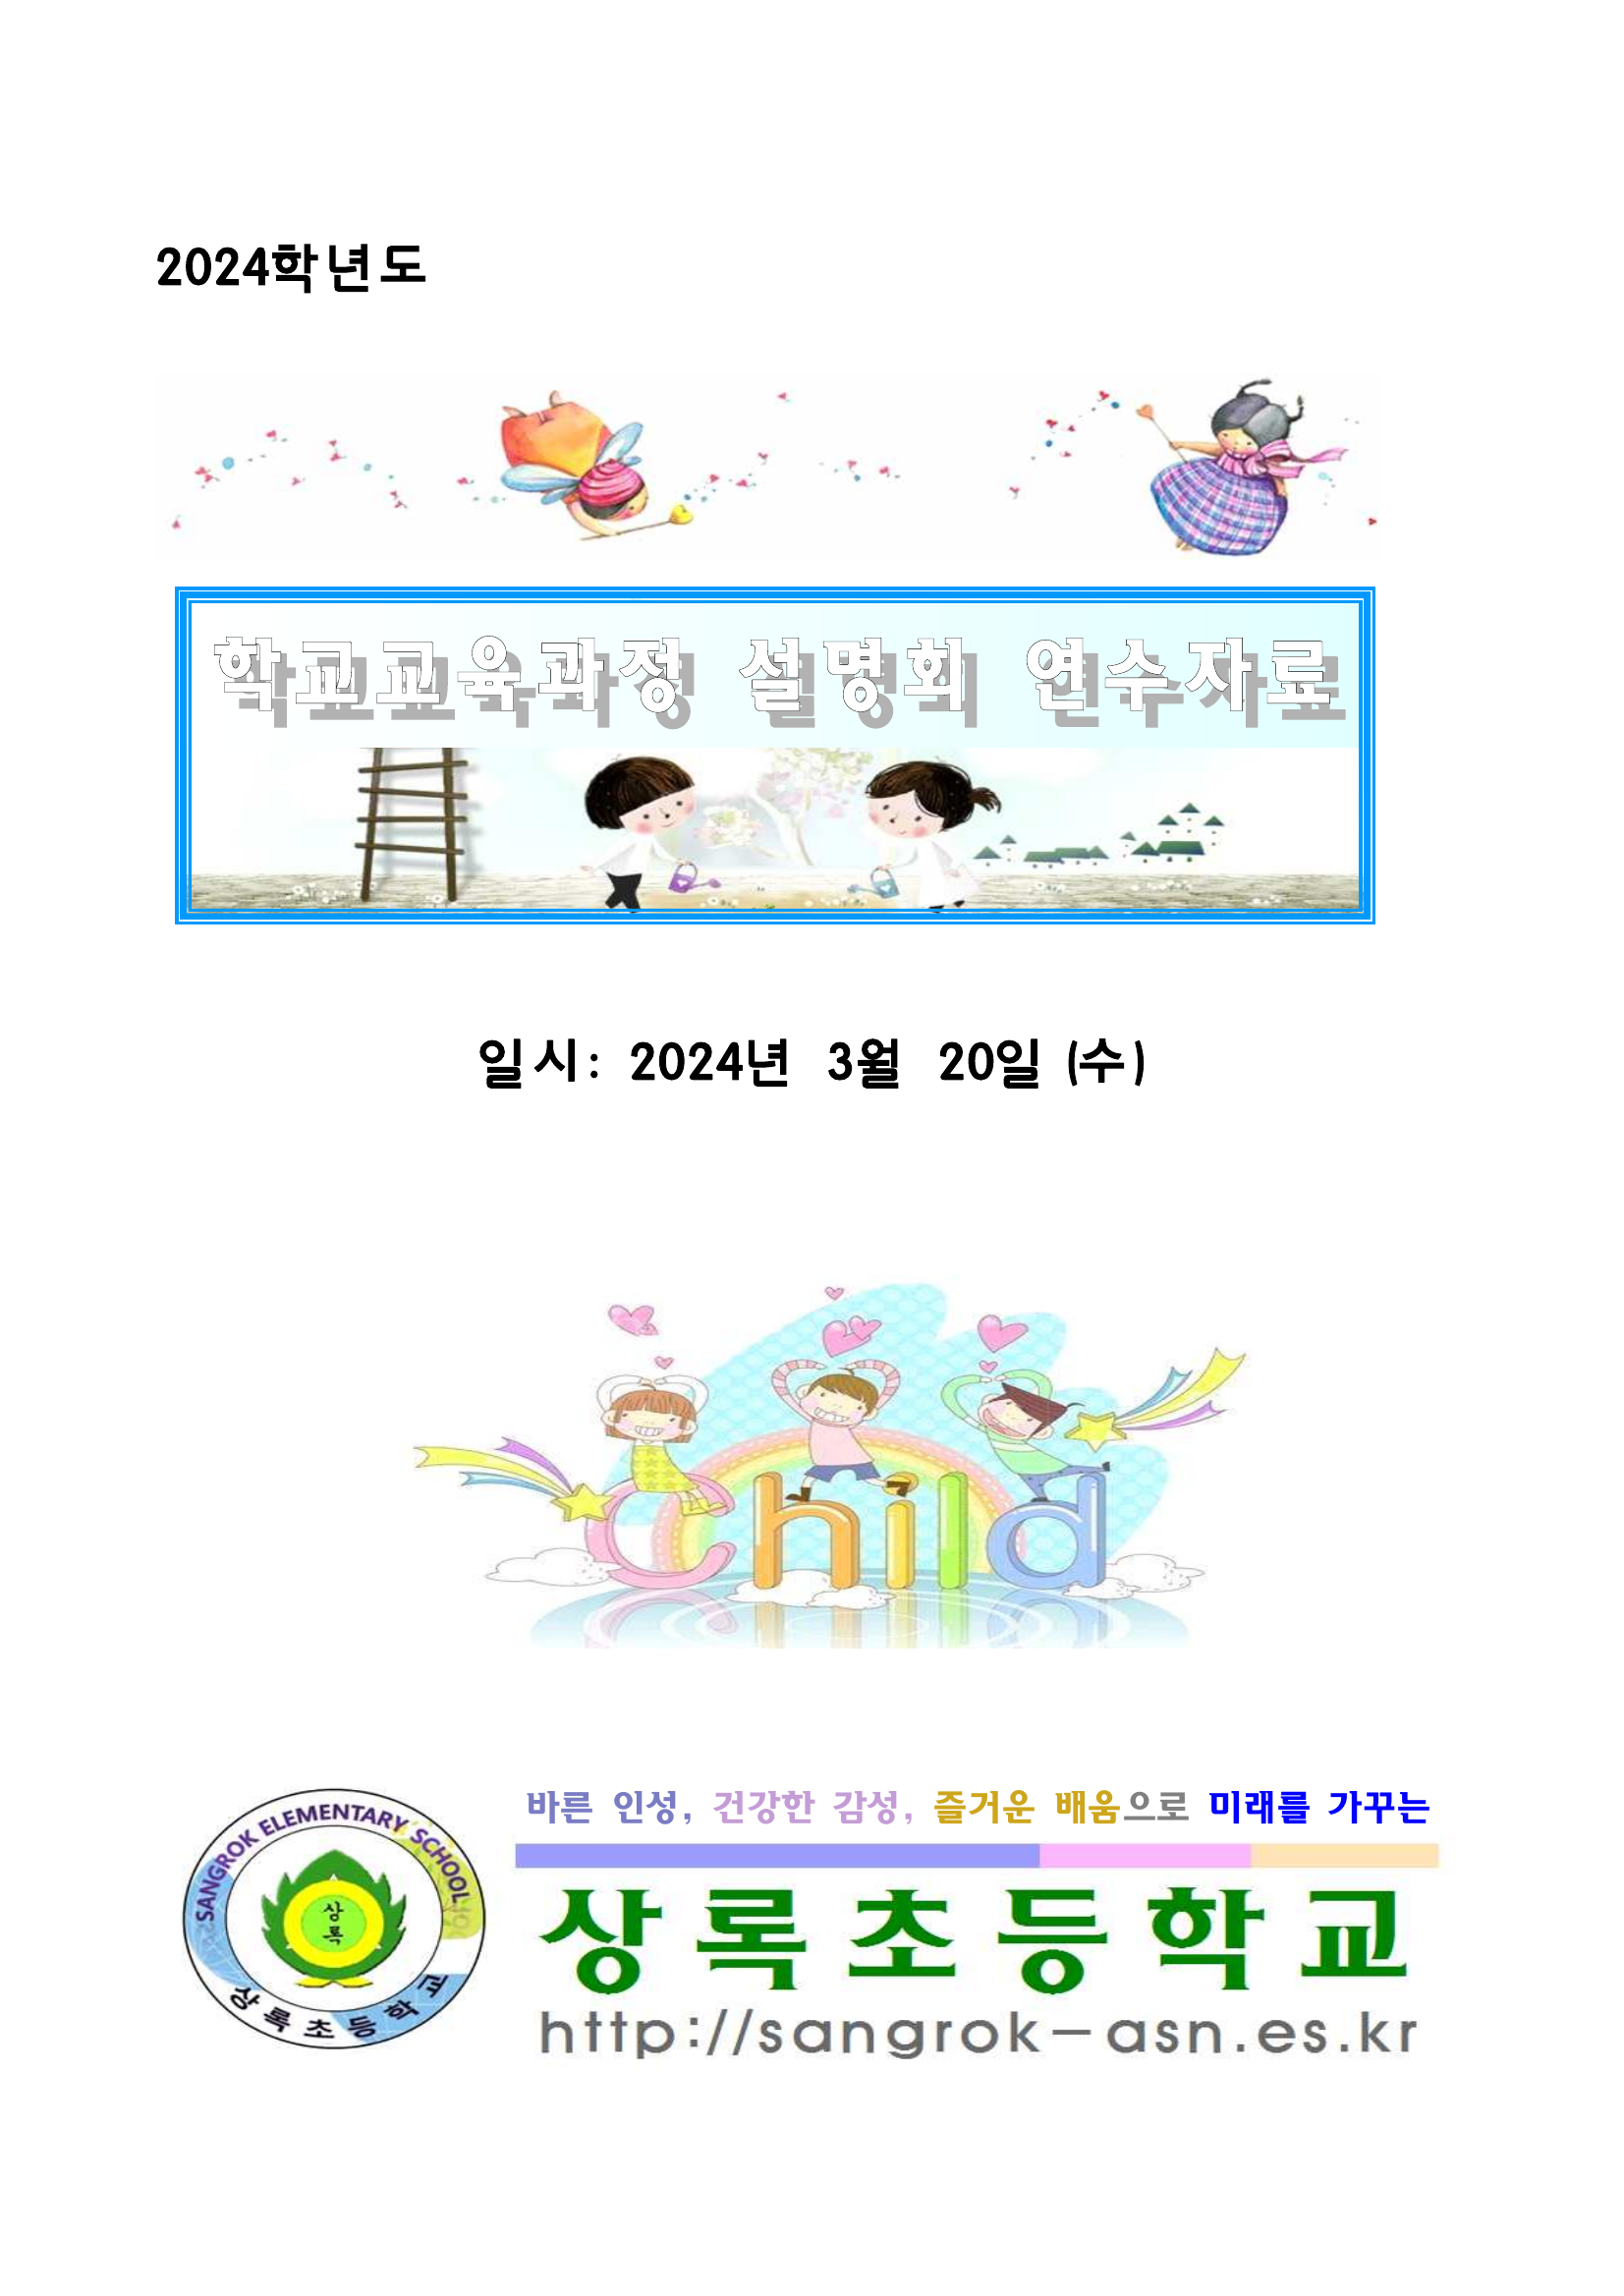 2024학년도
학교교육과정 설명회 연수자료
일시: 2024년 3월 20일 (수)
Child
바른 인성, 건강한 감성, 즐거운 배움으로 미래를 가꾸는
SANGROK ELEMENTARY SCHOOL
상록
상록초등학교
상록초등학교
http://sangrok-asn.es.kr